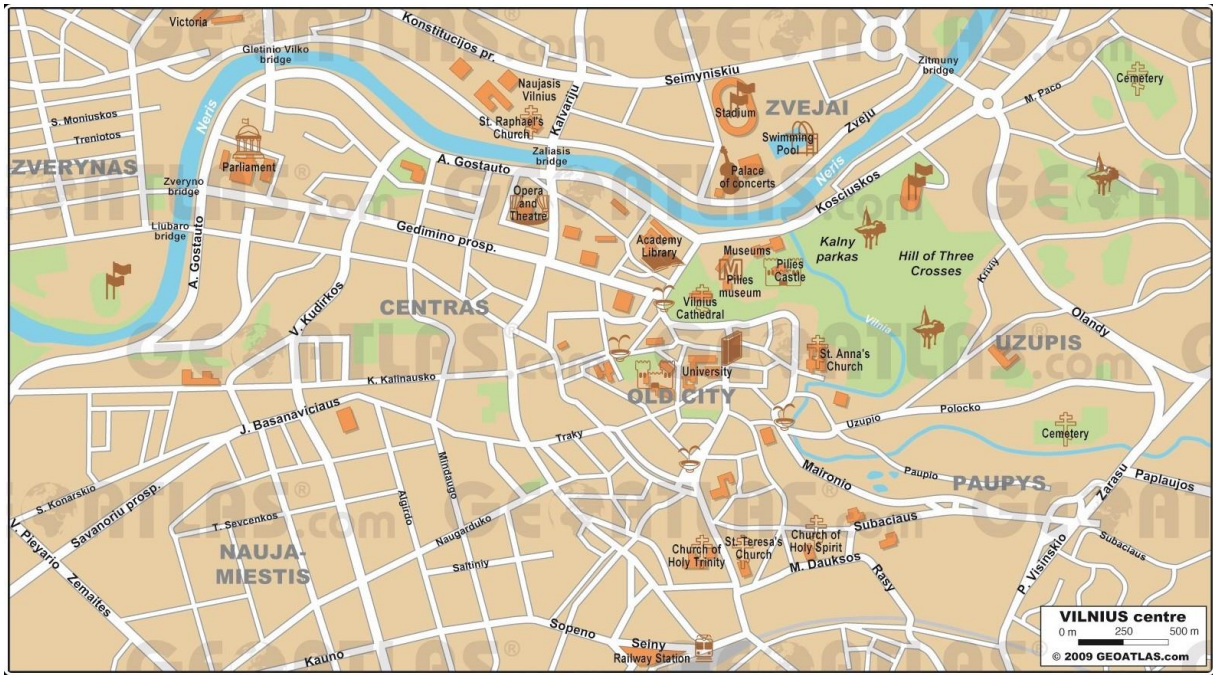 GEOATLAS®.com
Victoria
Konstitucijos pr.
Gletinio Vilko
bridge
Seimyniskiu
Zitmuny
bridge
Cemetery
M. Paco
Naujasis
Vilnius
Kalvariju
Stadium
ZVEJAI
Zveju
Neris
S. Moniuskos
Treniotos
St. Raphael's
Church
Swimming
Pool
ZVERYNAS
Parliament
Zaliasis
bridge
A. Gostauto
Palace
of concerts
Neris
Kosciuskos
Zveryno
bridge
Opera
and
Theatre
Liubaro
bridge
A. Gostauto
Gedimino prosp.
Academy
Library
Museums
Kalny
parkas
Hill of Three
Crosses
Pilies
Castle
Pilies
museum
Kriviy
Vilnius
Cathedral
CENTRAS
V. Kudirkos
Vilnia
Olandy
UZUPIS
St. Anna's
Church
University
OLD CITY
K. Kalinausko
J. Basanaviciaus
Polocko
Uzupio
Traky
Cemetery
Mindaugo
Maironio
Paupio
PAUPYS
Zarasu
Paplaujos
S. Konarskio
Savanoriu prosp.
Algirdo
T. Sevcenkos
Naugarduko
Subaciaus
Subaciaus
V. Pleyario
Zemaites
NAUJA-
MIESTIS
Saltinly
Church of
Holy Trinity
St. Teresa's
Church
Church of
Holy Spirit
M. Dauksos
Rasy
P. Visinskio
Sopeno
Seiny
Railway Station
Kauno
VILNIUS centre
0 m 250 500 m
© 2009 GEOATLAS.com